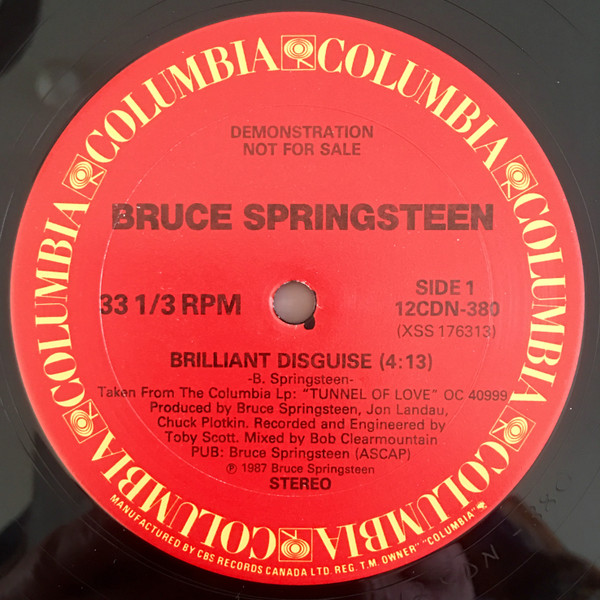 COLUMBIA COLUMBIA COLUMBIA COLUMBIA COLUMBIA COLUMBIA COLUMBIA COLUMBIA
DEMONSTRATION
NOT FOR SALE
BRUCE SPRINGSTEEN
33 1/3 RPM
SIDE 1
12CDN-380
(XSS 176313)
BRILLIANT DISGUISE (4:13)
-B. Springsteen-
Taken From The Columbia Lp: "TUNNEL OF LOVE" OC 40999
Produced by Bruce Springsteen, Jon Landau,
Chuck Plotkin. Recorded and Engineered by
Toby Scott. Mixed by Bob Clearmountain
PUB: Bruce Springsteen (ASCAP)
℗ 1987 Bruce Springsteen
STEREO
MANUFACTURED BY CBS RECORDS CANADA LTD. REG. T.M. OWNER" "COLUMBIA"